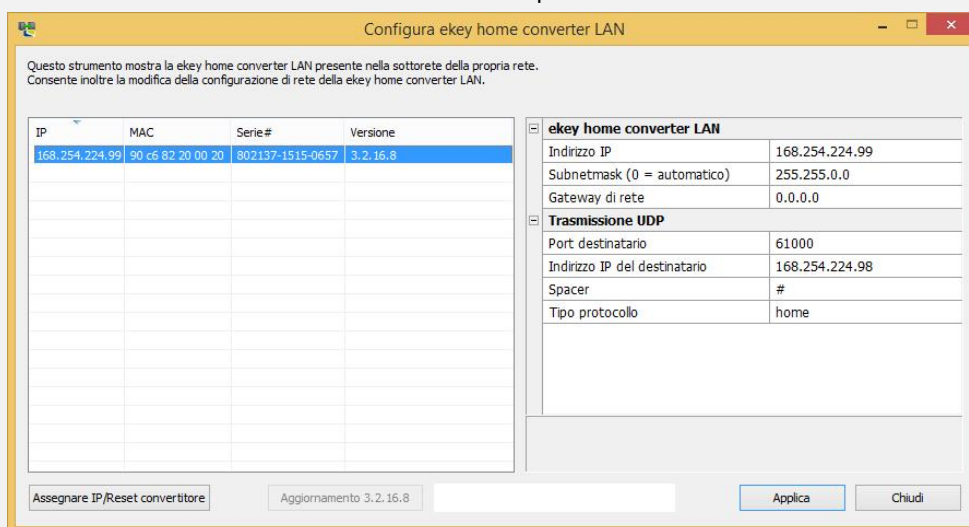 Configura ekey home converter LAN
Questo strumento mostra la ekey home converter LAN presente nella sottorete della propria rete.
Consente inoltre la modifica della configurazione di rete della ekey home converter LAN.
IP MAC Serie# Versione
168.254.224.99 90 c6 82 20 00 20 802137-1515-0657 3.2.16.8
ekey home converter LAN
Indirizzo IP 168.254.224.99
Subnetmask (0 = automatico) 255.255.0.0
Gateway di rete 0.0.0.0
Trasmissione UDP
Port destinatario 61000
Indirizzo IP del destinatario 168.254.224.98
Spacer #
Tipo protocollo home
Assegnare IP/Reset convertitore Aggiornamento 3.2.16.8 Applica Chiudi